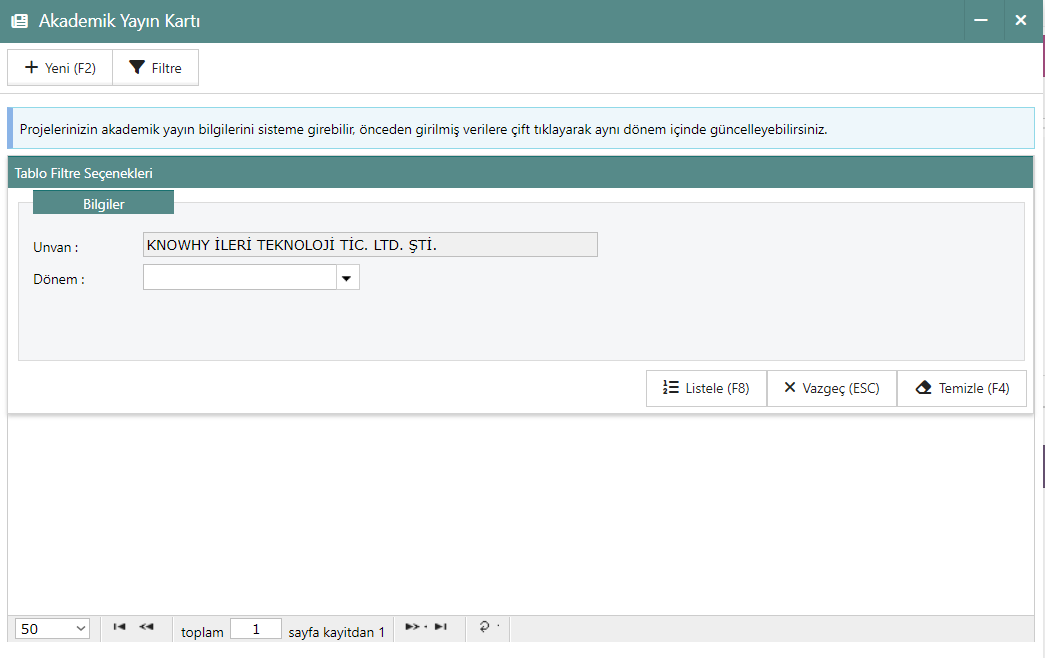 Akademik Yayın Kartı
Yeni (F2) Filtre
Projelerinizin akademik yayın bilgilerini sisteme girebilir, önceden girilmiş verilere çift tıklayarak aynı dönem içinde güncelleyebilirsiniz.
Tablo Filtre Seçenekleri
Bilgiler
Unvan : KNOWHY İLERİ TEKNOLOJİ TİC. LTD. ŞTİ.
Dönem :
Listele (F8) Vazgeç (ESC) Temizle (F4)
50 toplam 1 sayfa kayitdan 1